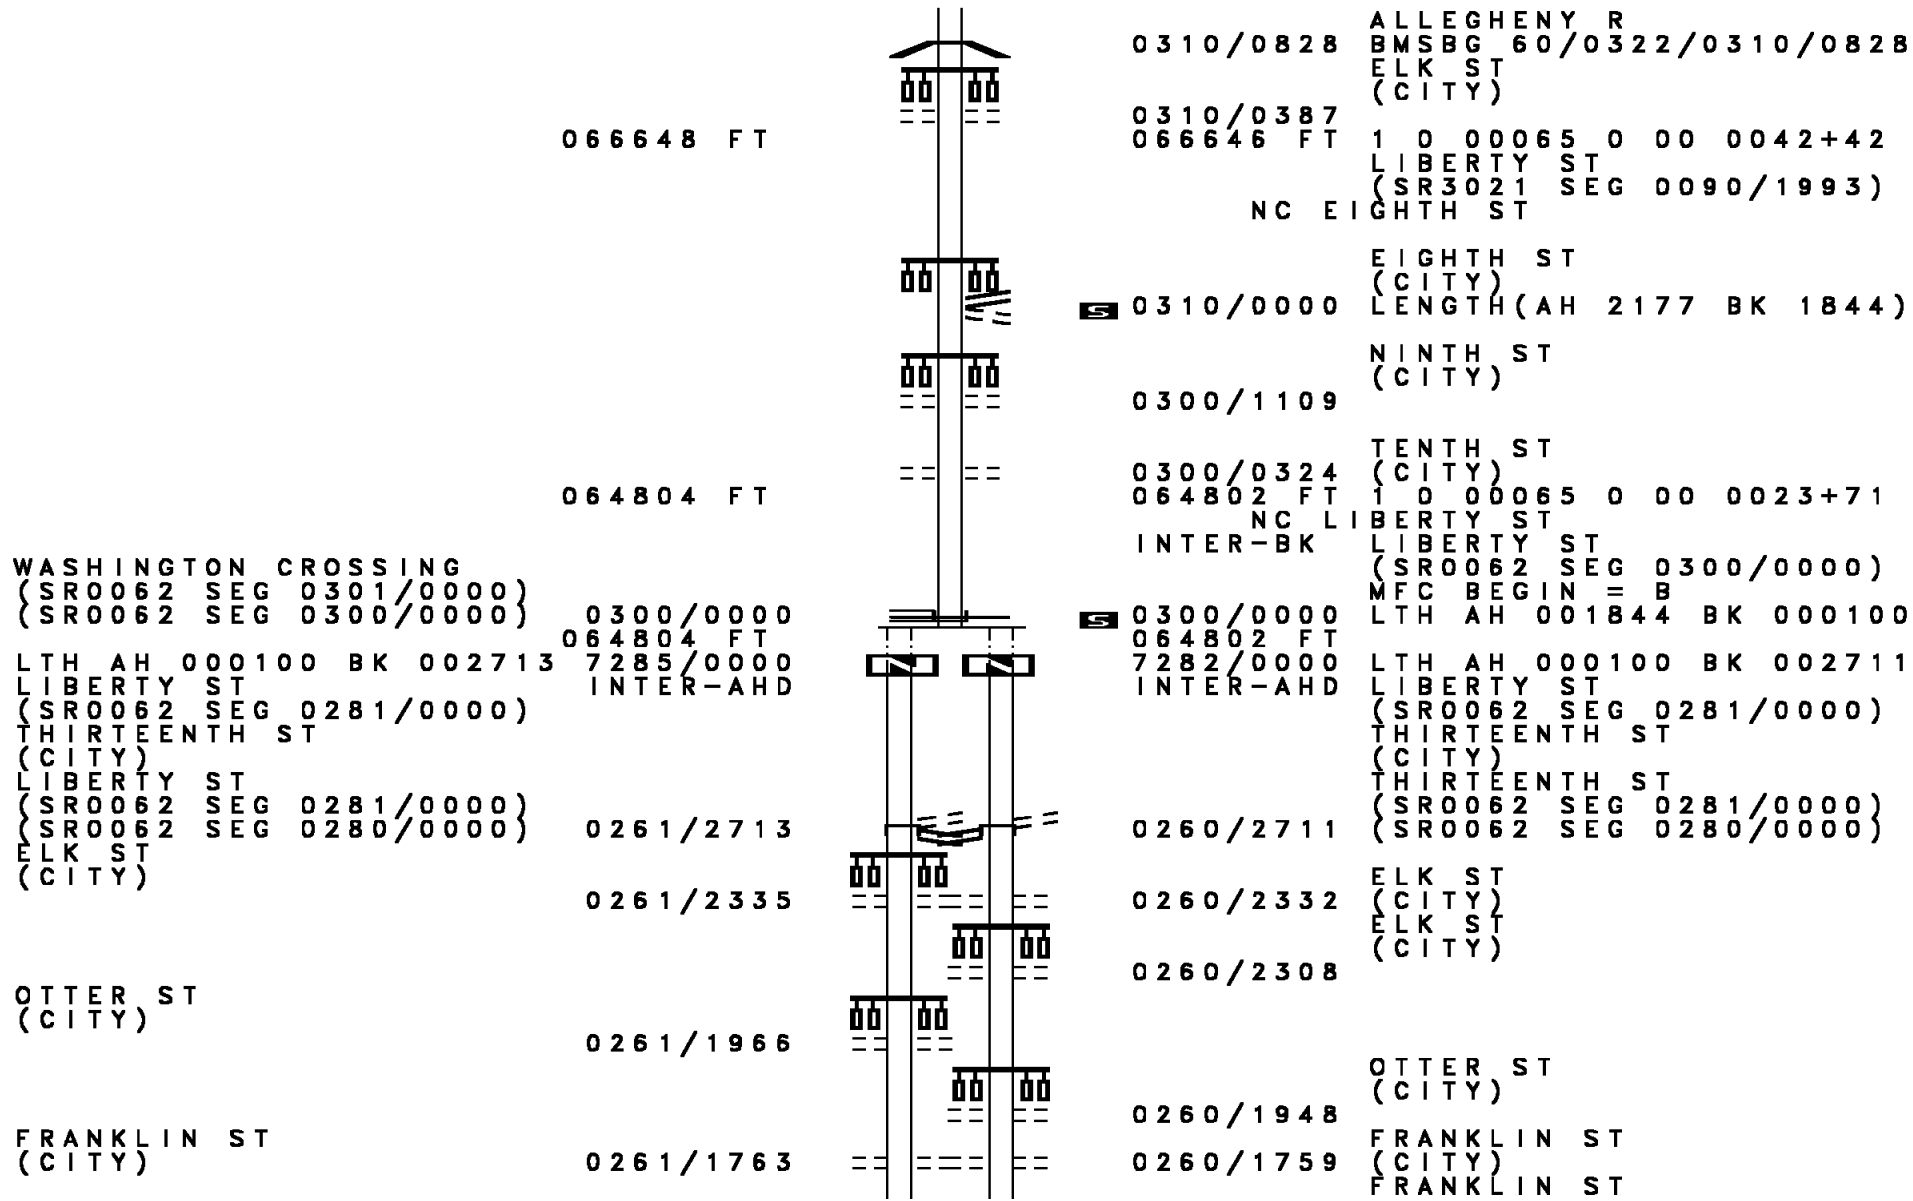 ALLEGHENY R
0310/0828 BMSBG 60/0322/0310/0828
ELK ST
(CITY)
0310/0387
066648 FT 066646 FT 1 0 00065 0 00 0042+42
LIBERTY ST
(SR3021 SEG 0090/1993)
NC EIGHTH ST
EIGHTH ST
(CITY)
S 0310/0000 LENGTH(AH 2177 BK 1844)
NINTH ST
(CITY)
0300/1109
TENTH ST
0300/0324 (CITY)
064804 FT 064802 FT 1 0 00065 0 00 0023+71
NC LIBERTY ST
INTER-BK LIBERTY ST
WASHINGTON CROSSING (SR0062 SEG 0300/0000)
(SR0062 SEG 0301/0000) MFC BEGIN = B
(SR0062 SEG 0300/0000) 0300/0000 S 0300/0000 LTH AH 001844 BK 000100
064804 FT 064802 FT
LTH AH 000100 BK 002713 7285/0000 7282/0000 LTH AH 000100 BK 002711
LIBERTY ST INTER-AHD INTER-AHD LIBERTY ST
(SR0062 SEG 0281/0000) (SR0062 SEG 0281/0000)
THIRTEENTH ST THIRTEENTH ST
(CITY) (CITY)
LIBERTY ST THIRTEENTH ST
(SR0062 SEG 0281/0000) (SR0062 SEG 0281/0000)
(SR0062 SEG 0280/0000) 0261/2713 0260/2711 (SR0062 SEG 0280/0000)
ELK ST
(CITY) ELK ST
0261/2335 0260/2332 (CITY)
ELK ST
(CITY)
0260/2308
OTTER ST
(CITY)
0261/1966
OTTER ST
(CITY)
0260/1948
FRANKLIN ST FRANKLIN ST
(CITY) 0261/1763 0260/1759 (CITY)
FRANKLIN ST